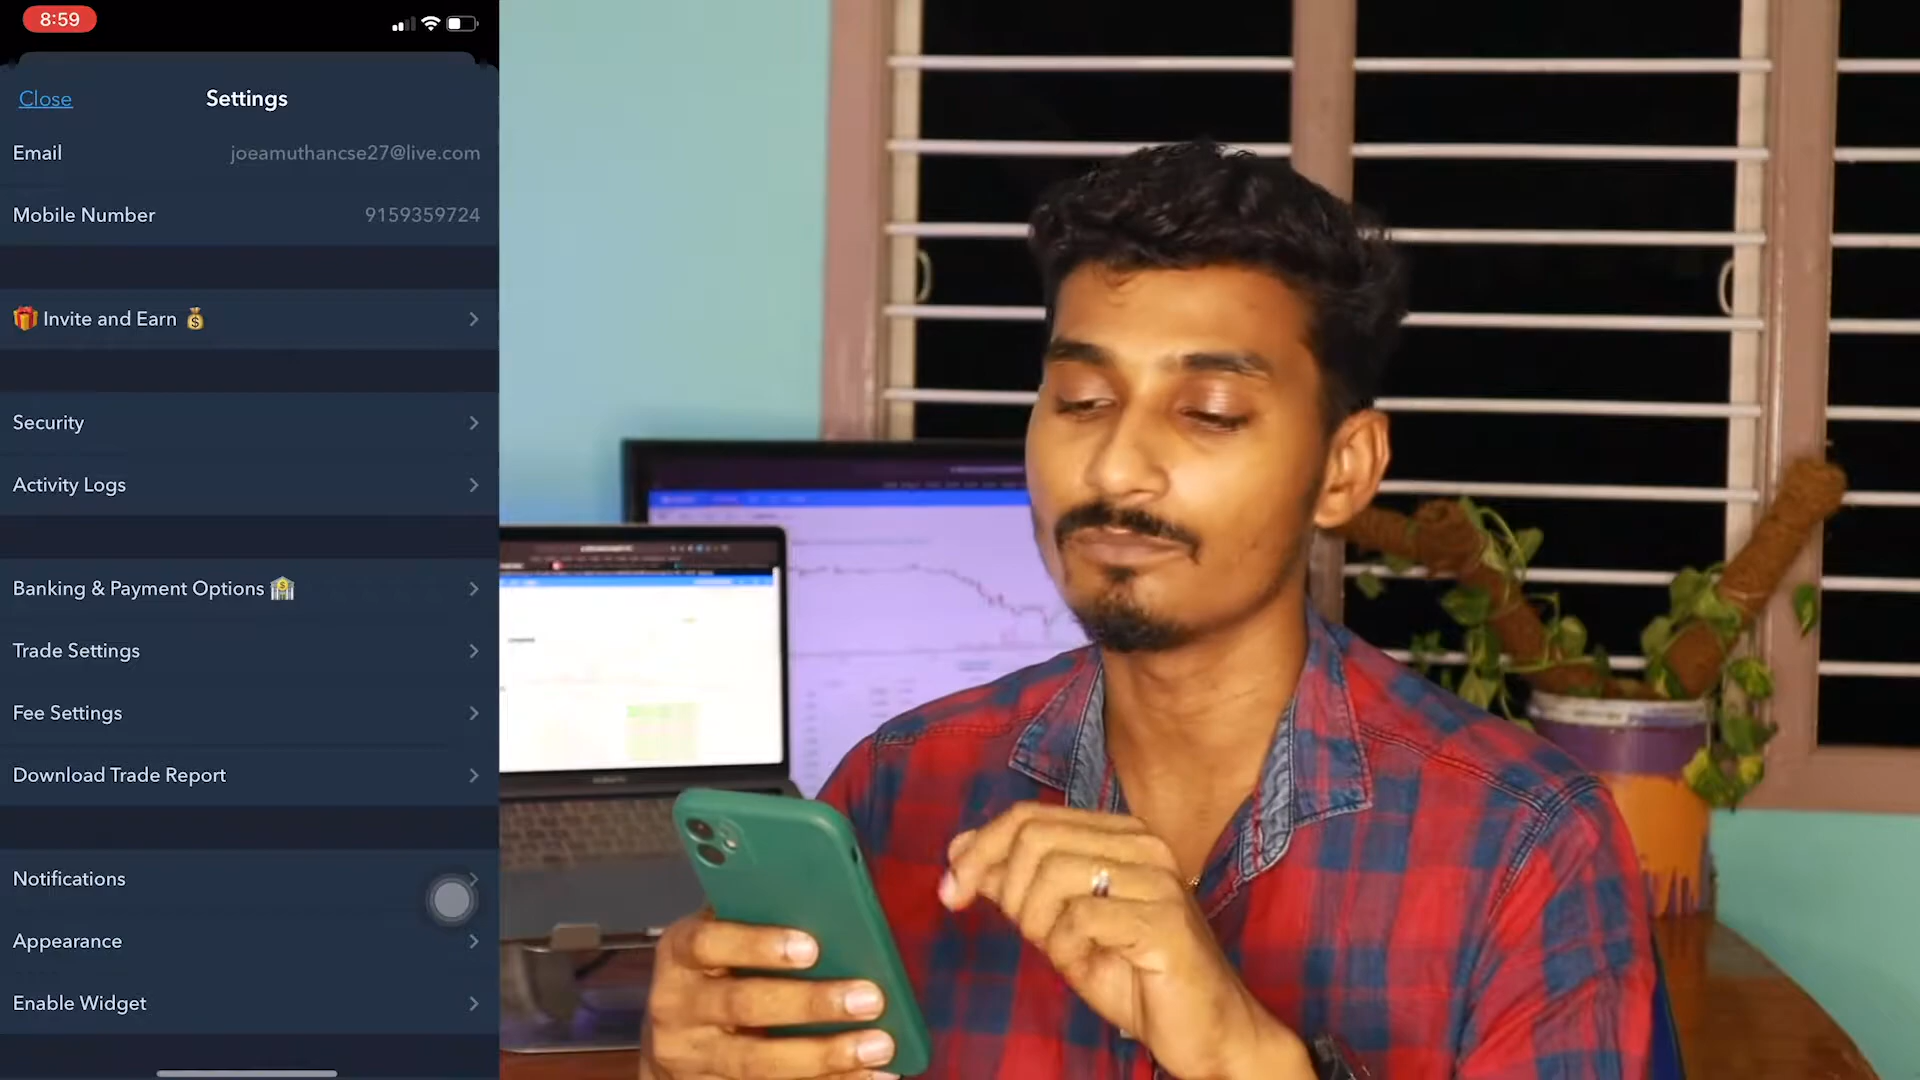 8:59
Close
Settings
Email
joeamuthancse27@live.com
Mobile Number
9159359724
🎁 Invite and Earn 💰
Security
Activity Logs
Banking & Payment Options 🏦
Trade Settings
Fee Settings
Download Trade Report
Notifications
Appearance
Enable Widget